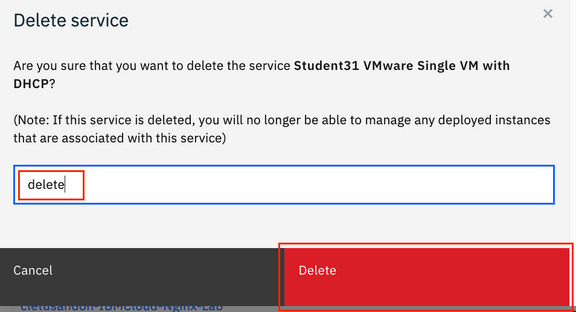 Delete service
Are you sure that you want to delete the service Student31 VMware Single VM with
DHCP?
(Note: If this service is deleted, you will no longer be able to manage any deployed instances
that are associated with this service)
delete
Cancel
Delete